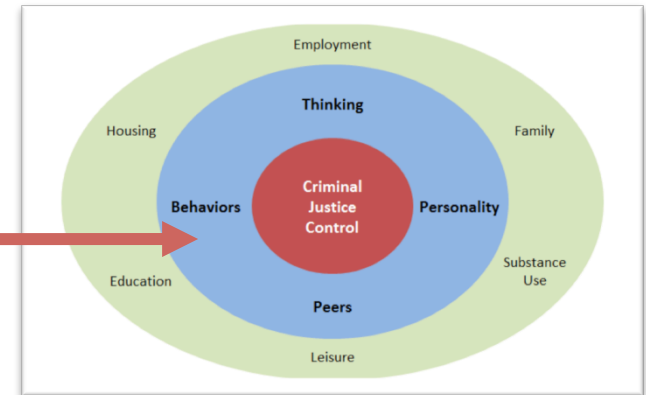 Employment
Thinking
Housing
Family
Criminal
Justice
Control
Behaviors
Personality
Substance
Use
Education
Peers
Leisure